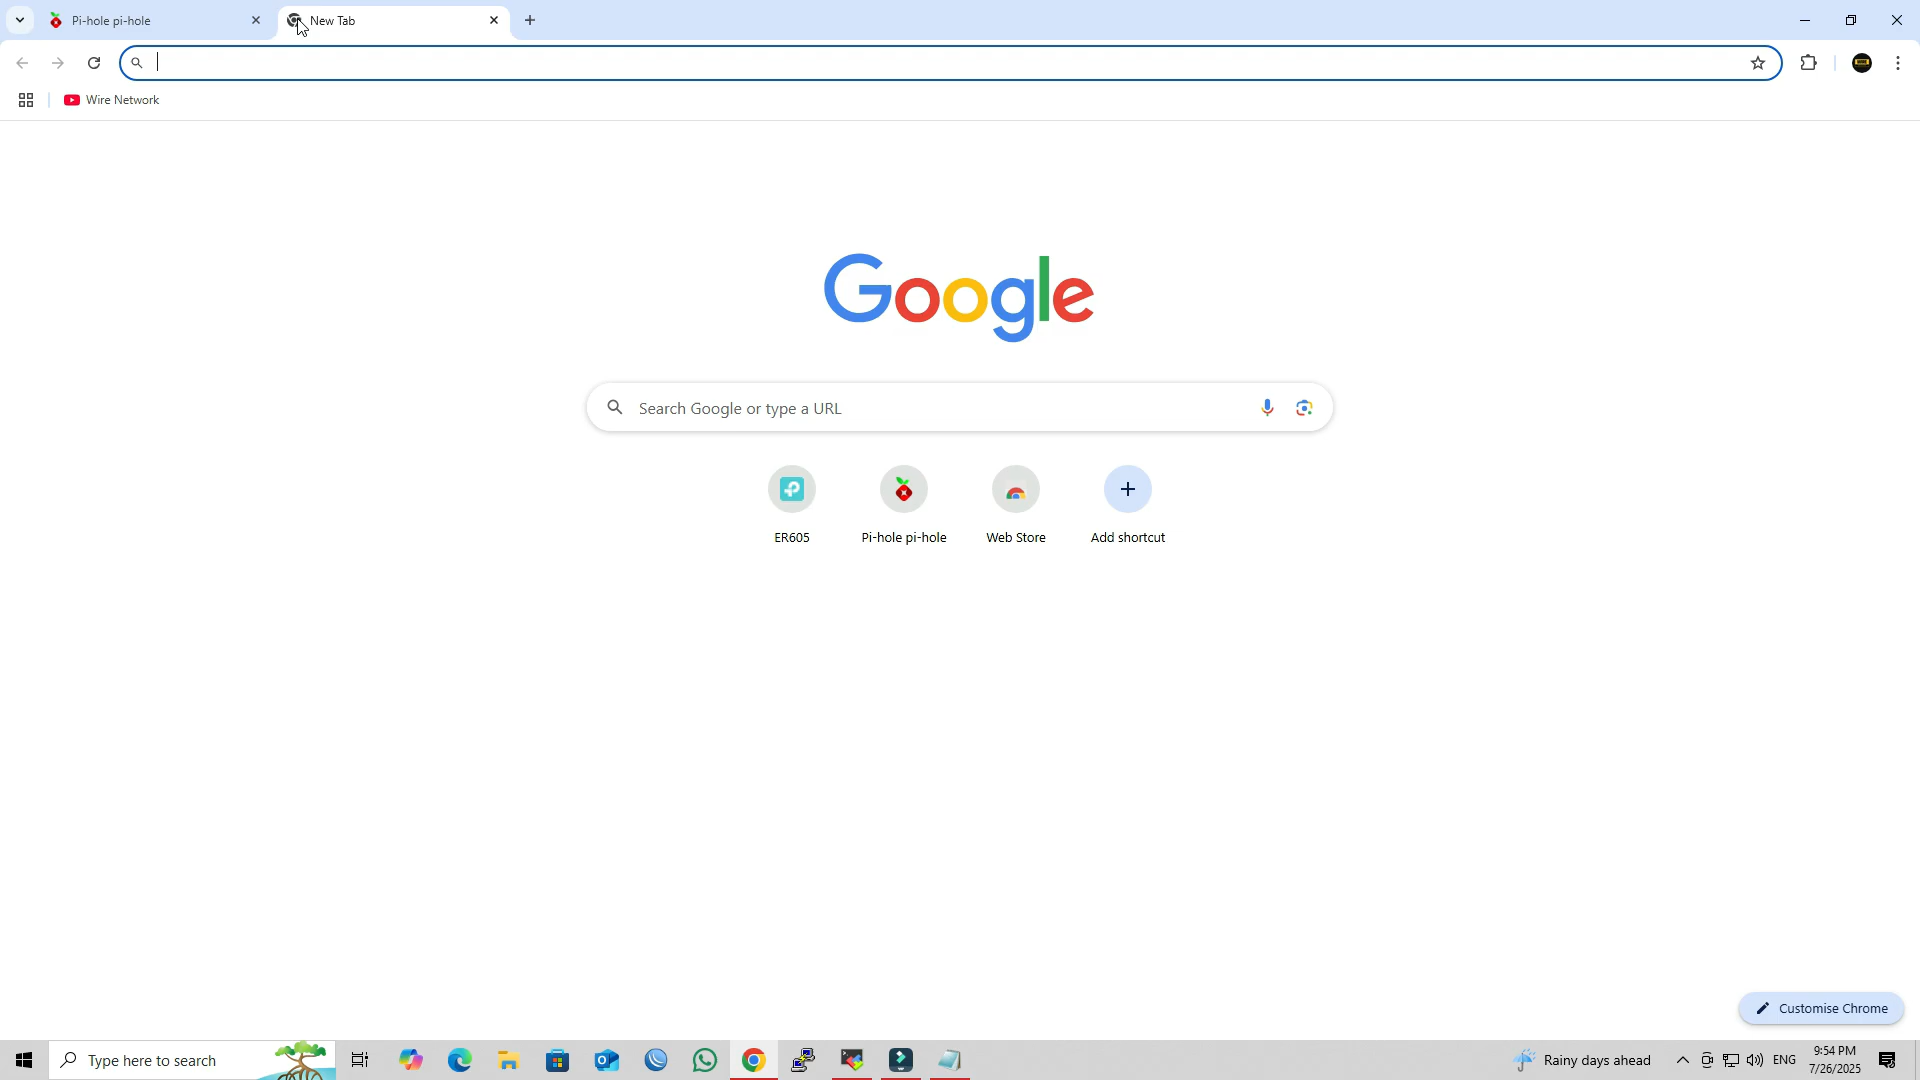 Pi-hole pi-hole
New Tab
Wire Network
Google
Search Google or type a URL
ER605
Pi-hole pi-hole
Web Store
Add shortcut
Customise Chrome
Type here to search
Rainy days ahead
ENG
9:54 PM
7/26/2025